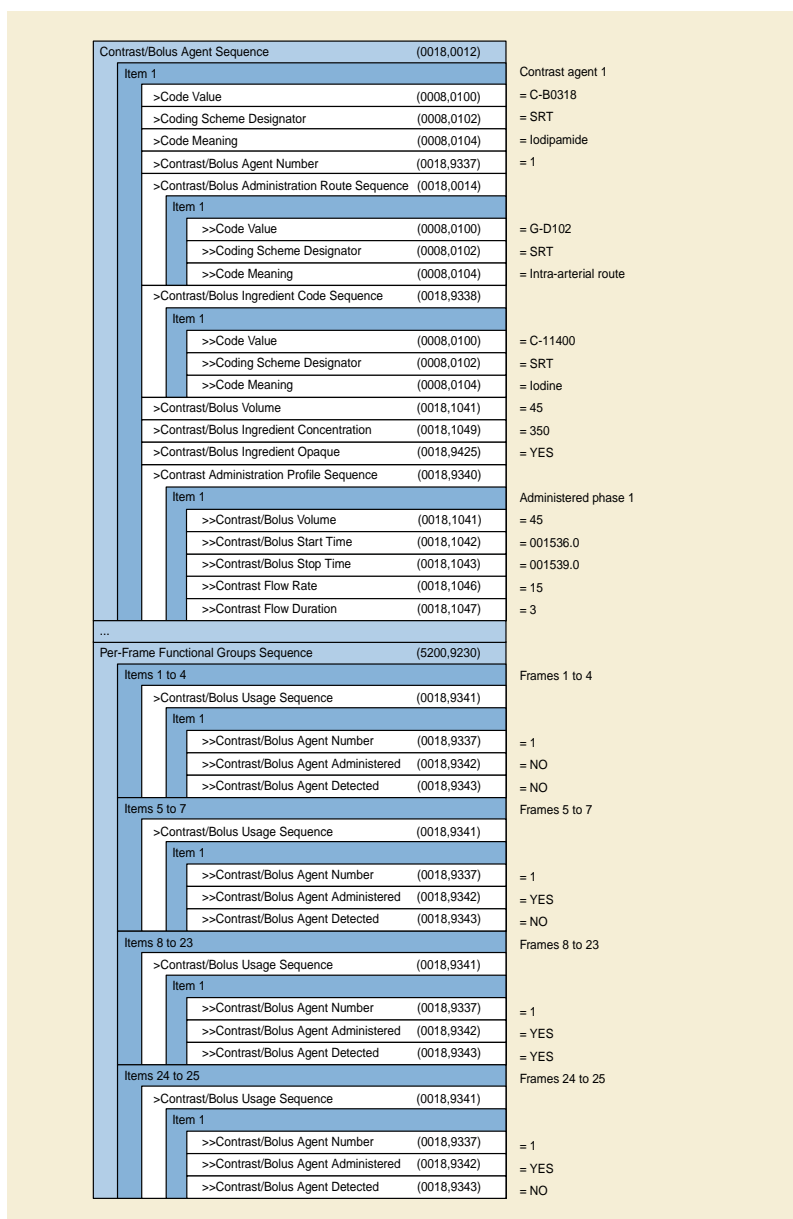 Contrast/Bolus Agent Sequence (0018,0012)
Item 1 Contrast agent 1
>Code Value (0008,0100) = C-B0318
>Coding Scheme Designator (0008,0102) = SRT
>Code Meaning (0008,0104) = Iodipamide
>Contrast/Bolus Agent Number (0018,9337) = 1
>Contrast/Bolus Administration Route Sequence (0018,0014)
Item 1
>>Code Value (0008,0100) = G-D102
>>Coding Scheme Designator (0008,0102) = SRT
>>Code Meaning (0008,0104) = Intra-arterial route
>Contrast/Bolus Ingredient Code Sequence (0018,9338)
Item 1
>>Code Value (0008,0100) = C-11400
>>Coding Scheme Designator (0008,0102) = SRT
>>Code Meaning (0008,0104) = Iodine
>Contrast/Bolus Volume (0018,1041) = 45
>Contrast/Bolus Ingredient Concentration (0018,1049) = 350
>Contrast/Bolus Ingredient Opaque (0018,9425) = YES
>Contrast Administration Profile Sequence (0018,9340)
Item 1 Administered phase 1
>>Contrast/Bolus Volume (0018,1041) = 45
>>Contrast/Bolus Start Time (0018,1042) = 001536.0
>>Contrast/Bolus Stop Time (0018,1043) = 001539.0
>>Contrast Flow Rate (0018,1046) = 15
>>Contrast Flow Duration (0018,1047) = 3
...
Per-Frame Functional Groups Sequence (5200,9230)
Items 1 to 4 Frames 1 to 4
>Contrast/Bolus Usage Sequence (0018,9341)
Item 1
>>Contrast/Bolus Agent Number (0018,9337) = 1
>>Contrast/Bolus Agent Administered (0018,9342) = NO
>>Contrast/Bolus Agent Detected (0018,9343) = NO
Items 5 to 7 Frames 5 to 7
>Contrast/Bolus Usage Sequence (0018,9341)
Item 1
>>Contrast/Bolus Agent Number (0018,9337) = 1
>>Contrast/Bolus Agent Administered (0018,9342) = YES
>>Contrast/Bolus Agent Detected (0018,9343) = NO
Items 8 to 23 Frames 8 to 23
>Contrast/Bolus Usage Sequence (0018,9341)
Item 1
>>Contrast/Bolus Agent Number (0018,9337) = 1
>>Contrast/Bolus Agent Administered (0018,9342) = YES
>>Contrast/Bolus Agent Detected (0018,9343) = YES
Items 24 to 25 Frames 24 to 25
>Contrast/Bolus Usage Sequence (0018,9341)
Item 1
>>Contrast/Bolus Agent Number (0018,9337) = 1
>>Contrast/Bolus Agent Administered (0018,9342) = YES
>>Contrast/Bolus Agent Detected (0018,9343) = NO